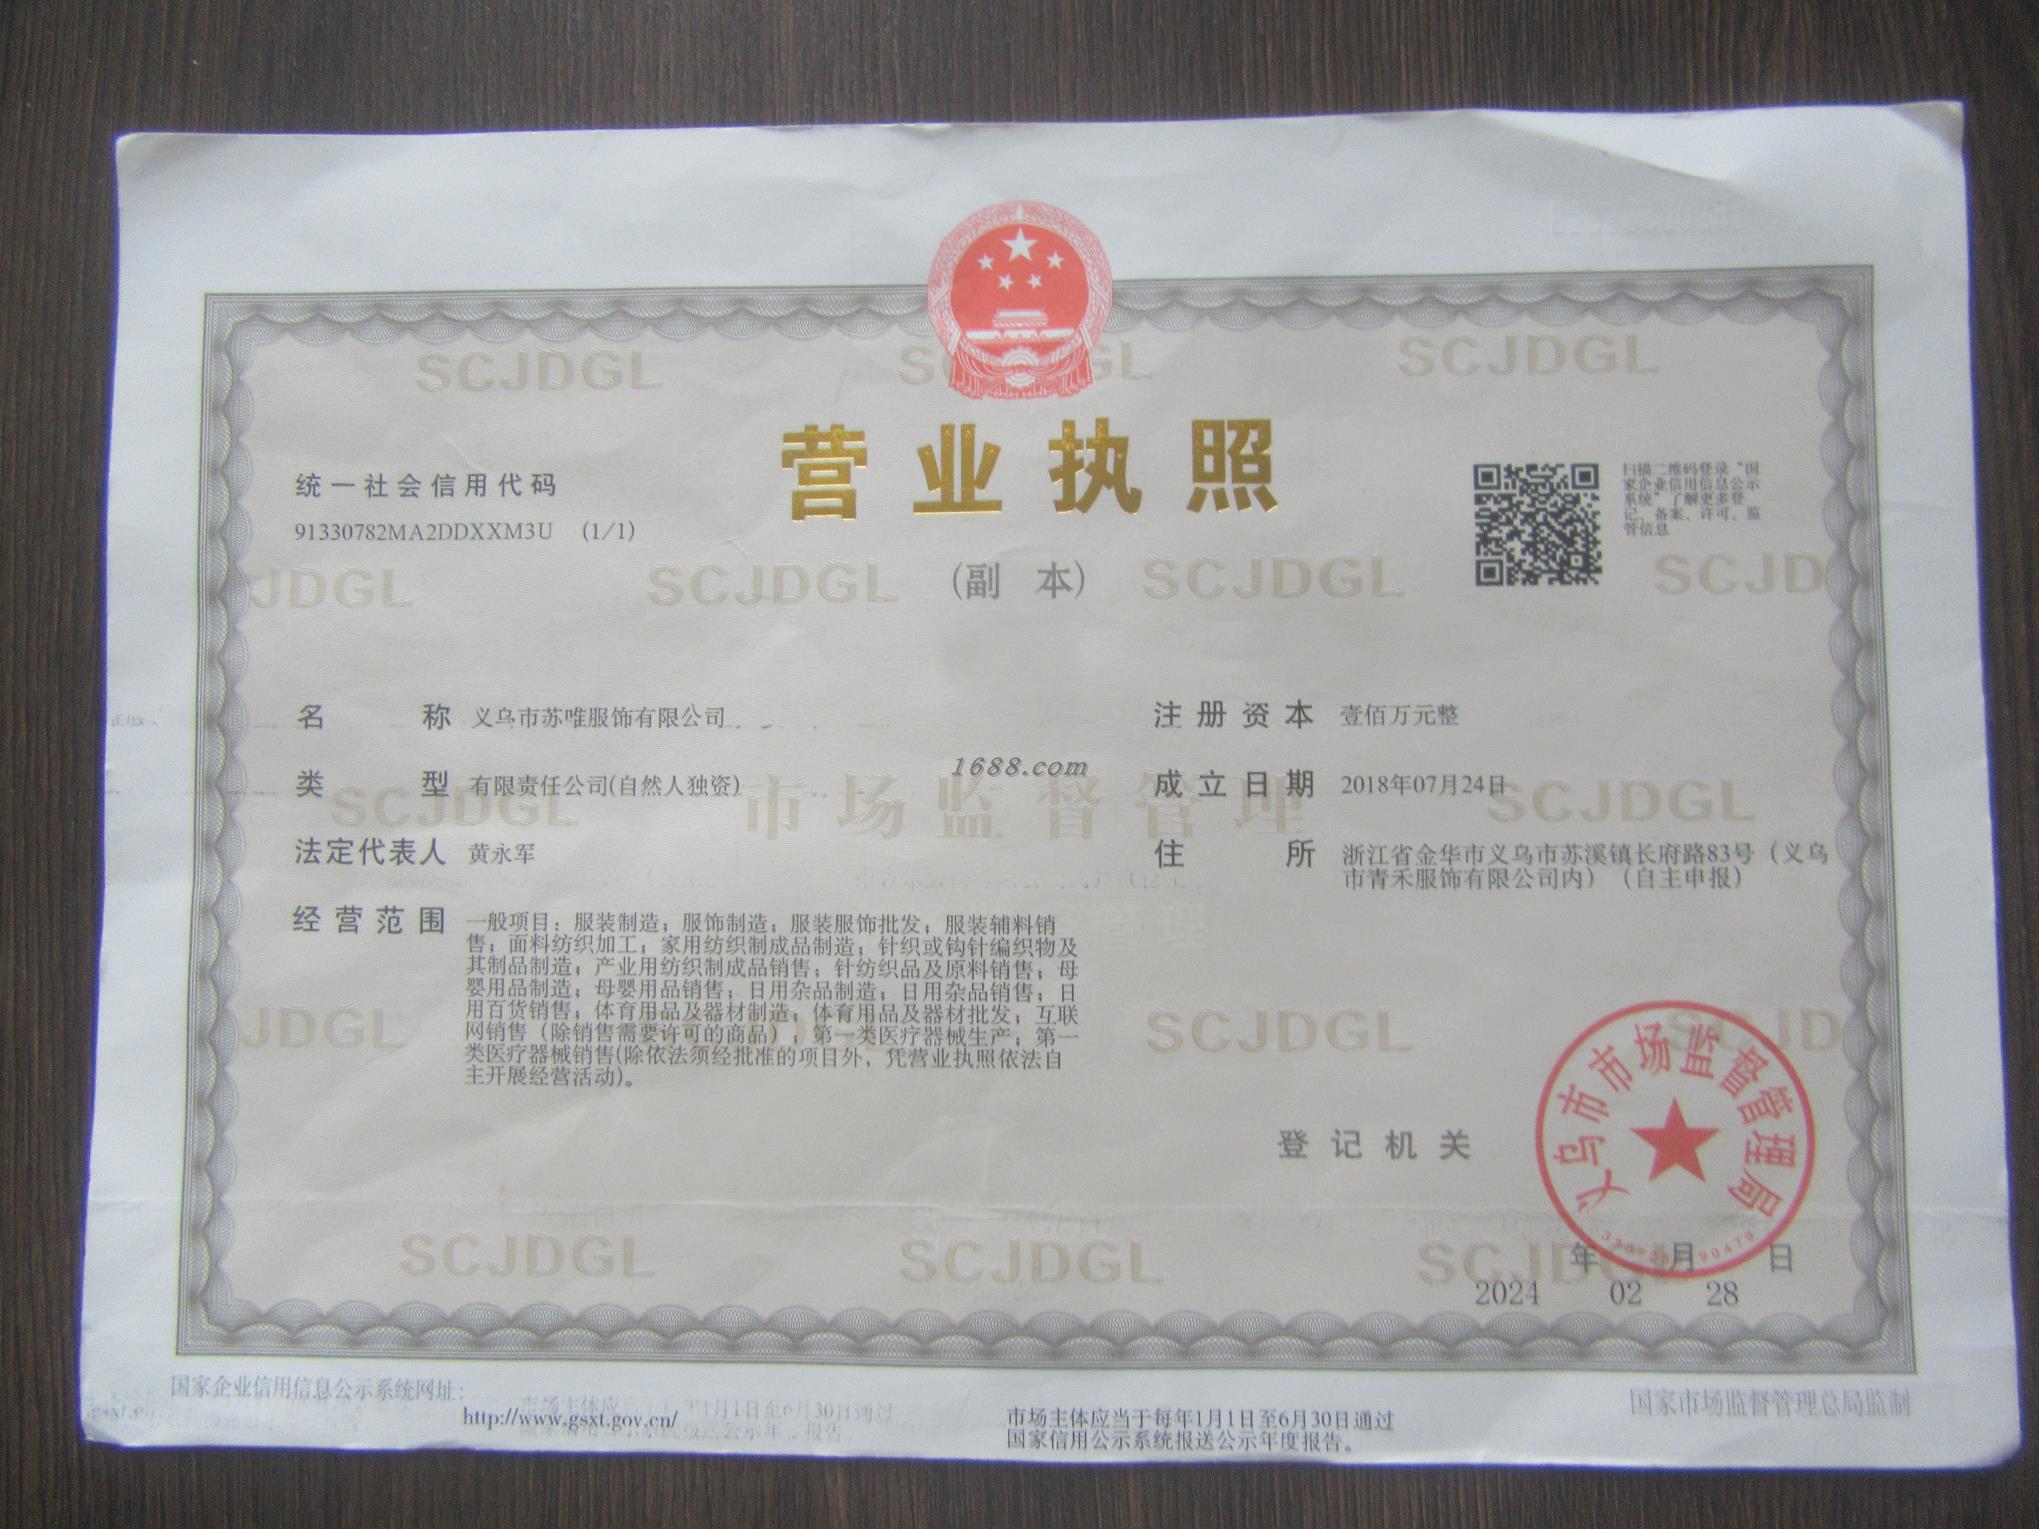 营业执照
(副 本)
统一社会信用代码
91330782MA2DDXXM3U (1/1)
扫描二维码登录“国
家企业信用信息公示
系统”了解更多登
记、备案、许可、监
管信息
名 称 义乌市苏唯服饰有限公司
类 型 有限责任公司(自然人独资)
法定代表人 黄永军
经营范围 一般项目：服装制造；服饰制造；服装服饰批发；服装辅料销
售；面料纺织加工；家用纺织制成品制造；针织或钩针编织物及
其制品制造；产业用纺织制成品销售；针纺织品及原料销售；母
婴用品制造；母婴用品销售；日用杂品制造；日用杂品销售；日
用百货销售；体育用品及器材制造；体育用品及器材批发；互联
网销售（除销售需要许可的商品）；第一类医疗器械生产；第一
类医疗器械销售(除依法须经批准的项目外，凭营业执照依法自
主开展经营活动)。
注册资本 壹佰万元整
成立日期 2018年07月24日
住 所 浙江省金华市义乌市苏溪镇长府路83号（义乌
市青禾服饰有限公司内）（自主申报）
1688.com
市场监督管理
SCJDGL
SCJDGL
SCJDGL
SCJDGL
SCJDGL
SCJDGL
SCJDGL
SCJDGL
SCJDGL
SCJDGL
登记机关
义乌市市场监督管理局
年 月 日
2024 02 28
国家企业信用信息公示系统网址：
http://www.gsxt.gov.cn/
市场主体应当于每年1月1日至6月30日通过
国家信用公示系统报送公示年度报告。
国家市场监督管理总局监制